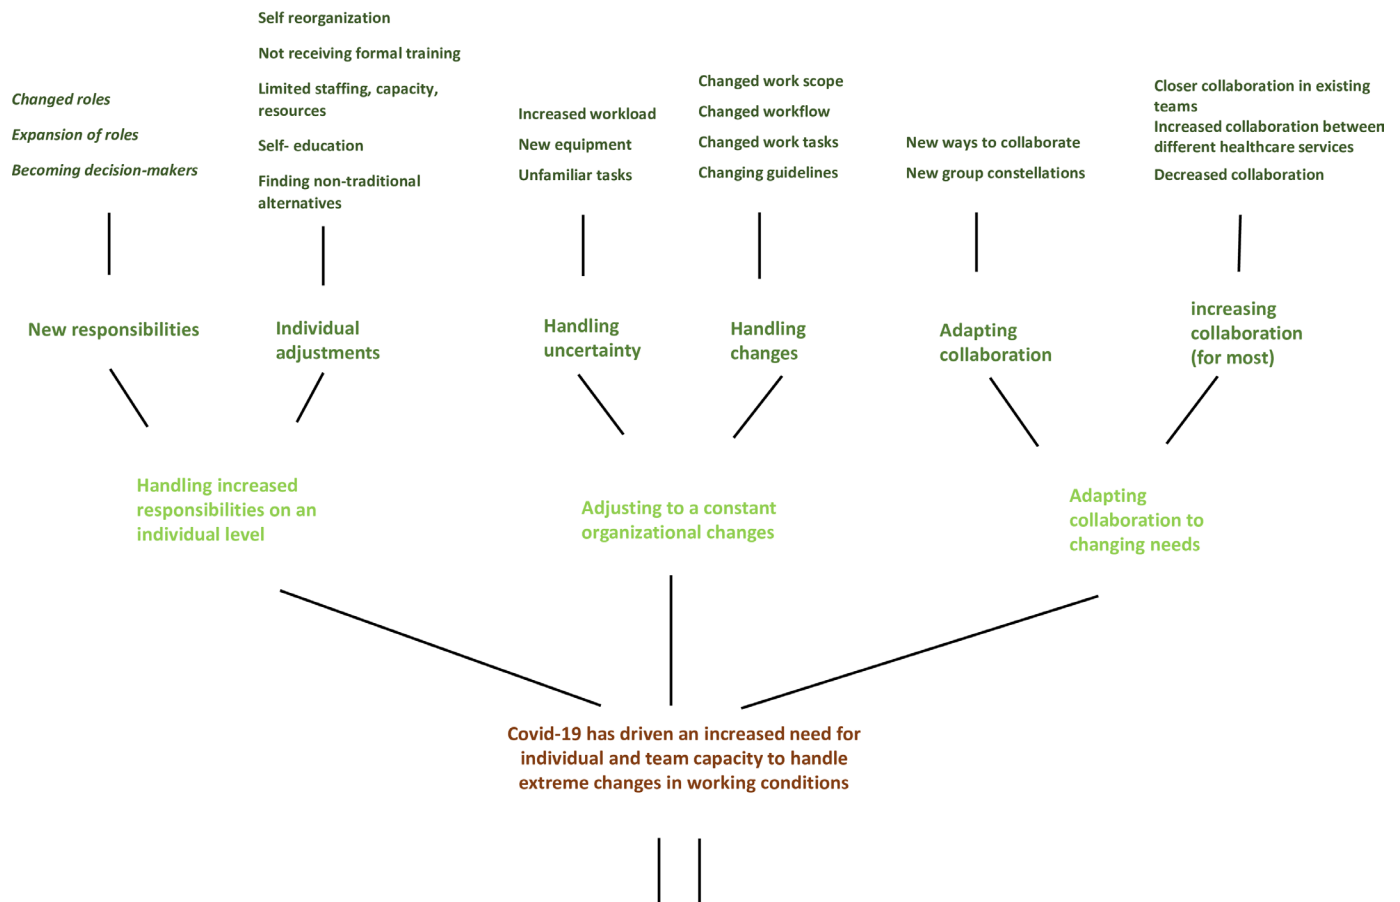 Changed roles
Expansion of roles
Becoming decision-makers
Self reorganization
Not receiving formal training
Limited staffing, capacity,
resources
Self- education
Finding non-traditional
alternatives
Increased workload
New equipment
Unfamiliar tasks
Changed work scope
Changed workflow
Changed work tasks
Changing guidelines
New ways to collaborate
New group constellations
Closer collaboration in existing
teams
Increased collaboration between
different healthcare services
Decreased collaboration
New responsibilities
Individual
adjustments
Handling
uncertainty
Handling
changes
Adapting
collaboration
increasing
collaboration
(for most)
Handling increased
responsibilities on an
individual level
Adjusting to a constant
organizational changes
Adapting
collaboration to
changing needs
Covid-19 has driven an increased need for
individual and team capacity to handle
extreme changes in working conditions